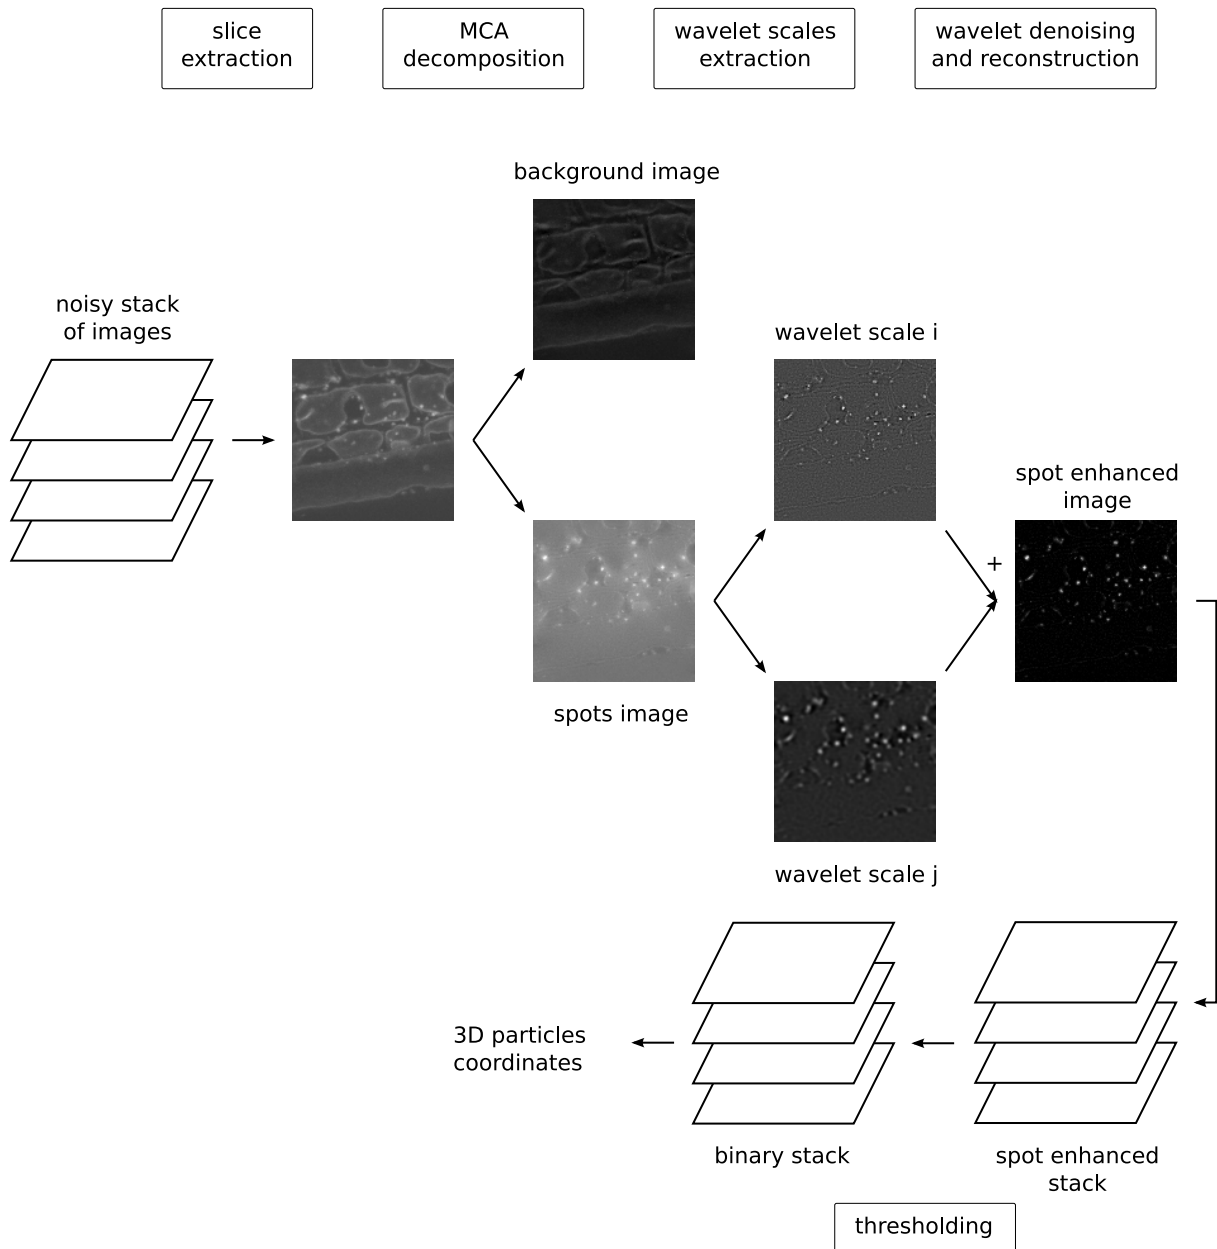 slice
extraction
MCA
decomposition
wavelet scales
extraction
wavelet denoising
and reconstruction
background image
noisy stack
of images
wavelet scale i
spot enhanced
image
+
spots image
wavelet scale j
3D particles
coordinates
binary stack
spot enhanced
stack
thresholding